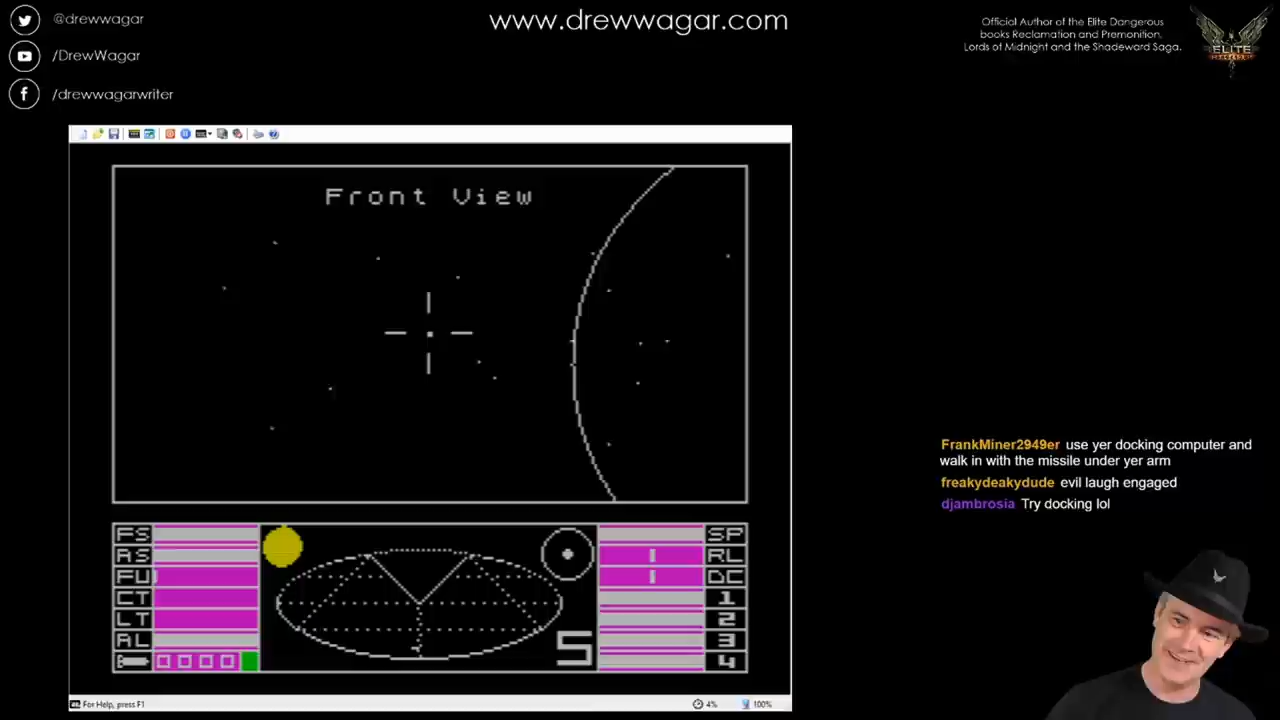 @drewwagar
/DrewWagar
/drewwagarwriter
www.drewwagar.com
Official Author of the Elite Dangerous
books Reclamation and Premonition,
Lords of Midnight and the Shadeward Saga.
ELITE
DANGEROUS
Front View
FS
AS
FU
CT
LT
AL
S
SP
RL
DC
1
2
3
4
For Help, press F1
4%
100%
FrankMiner2949er use yer docking computer and
walk in with the missile under yer arm
freakydeakydude evil laugh engaged
djambrosia Try docking lol